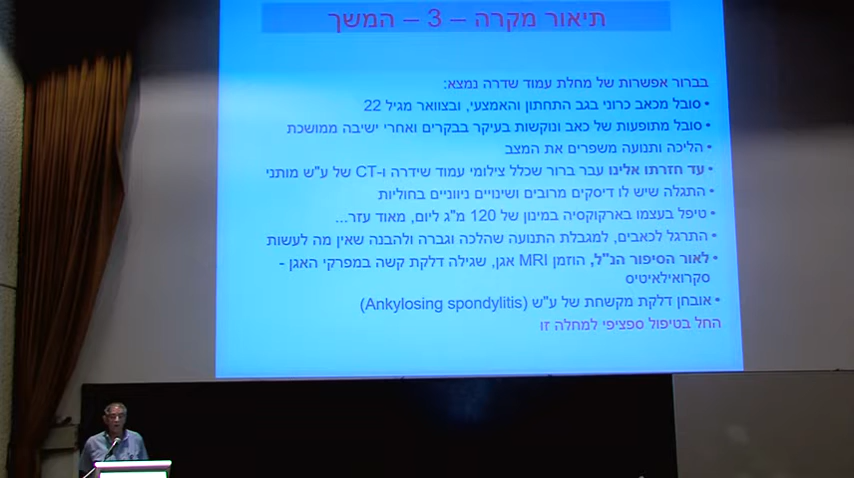 תיאור מקרה – 3 – המשך
בברור אפשרות של מחלת עמוד שדרה נמצא:
• סובל מכאב כרוני בגב התחתון והאמצעי, ובצוואר מגיל 22
• סובל מתופעות של כאב ונוקשות בעיקר בבקרים ואחרי ישיבה ממושכת
• הליכה ותנועה משפרים את המצב
• עד חזרתו אלינו עבר ברור שכלל צילומי עמוד שידרה ו-CT של ע"ש מותני
• התגלה שיש לו דיסקים מרובים ושינויים ניווניים בחוליות
• טיפל בעצמו בארקוקסיה במינון של 120 מ"ג ליום, מאוד עזר...
• התרגל לכאבים, למגבלת התנועה שהלכה וגברה ולהבנה שאין מה לעשות
• לאור הסיפור הנ"ל, הוזמן MRI אגן, שגילה דלקת קשה במפרקי האגן -
סקרואילאיטיס
• אובחן דלקת מקשחת של ע"ש (Ankylosing spondylitis)
החל בטיפול ספציפי למחלה זו